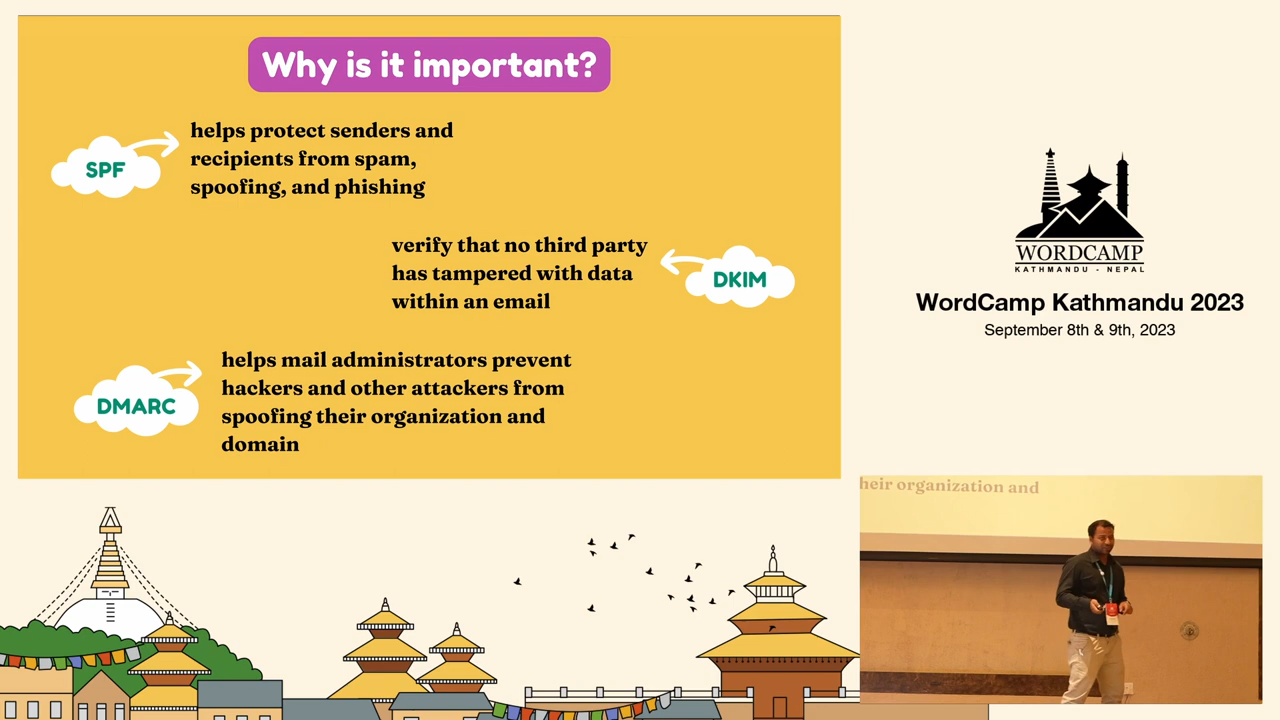 Why is it important?
SPF
helps protect senders and
recipients from spam,
spoofing, and phishing
verify that no third party
has tampered with data
within an email
DKIM
DMARC
helps mail administrators prevent
hackers and other attackers from
spoofing their organization and
domain
WORDCAMP
KATHMANDU - NEPAL
WordCamp Kathmandu 2023
September 8th & 9th, 2023
heir organization and